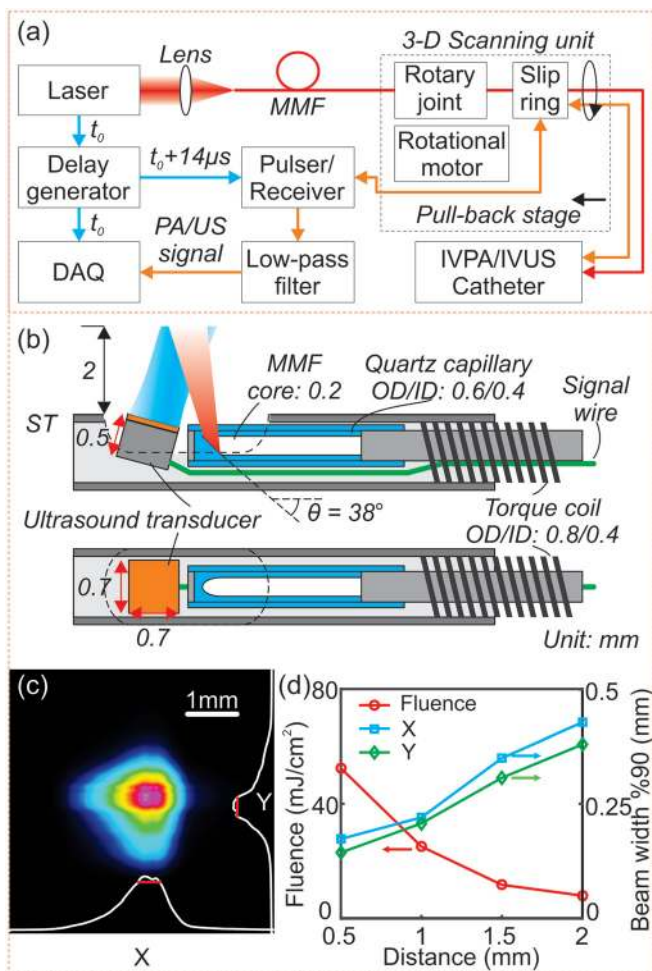 (a)
Lens
3-D Scanning unit
Laser
MMF
Rotary
joint
Slip
ring
t₀
Rotational
motor
Delay
generator
t₀+14μs
Pulser/
Receiver
t₀
PA/US
signal
Pull-back stage
DAQ
Low-pass
filter
IVPA/IVUS
Catheter
(b)
2
MMF
core: 0.2
Quartz capillary
OD/ID: 0.6/0.4
Signal
wire
ST
0.5
Ultrasound transducer
θ = 38°
Torque coil
OD/ID: 0.8/0.4
0.7
0.7
Unit: mm
(c)
1mm
Y
X
(d)
80
40
0
Fluence (mJ/cm²)
Fluence
X
Y
0.5
0.25
0
Beam width %90 (mm)
0.5
1
1.5
2
Distance (mm)